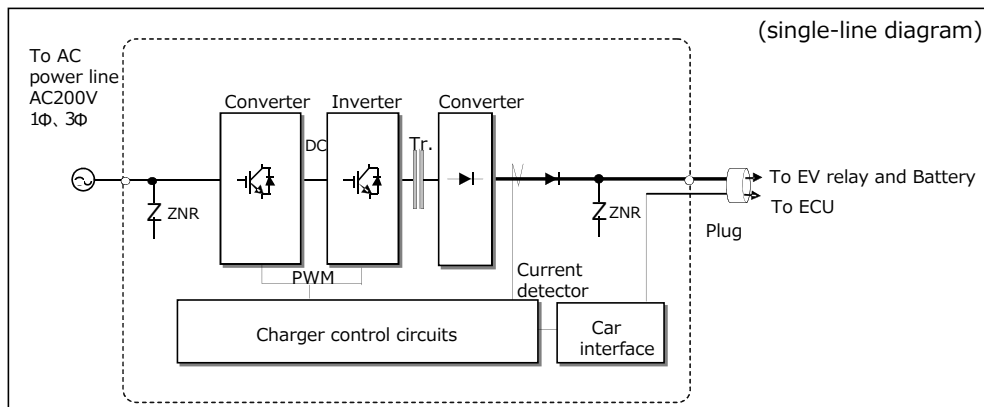 (single-line diagram)
To AC
power line
AC200V
1Φ、3Φ
Converter
Inverter
Converter
DC
Tr.
ZNR
ZNR
To EV relay and Battery
To ECU
Plug
PWM
Current
detector
Charger control circuits
Car
interface